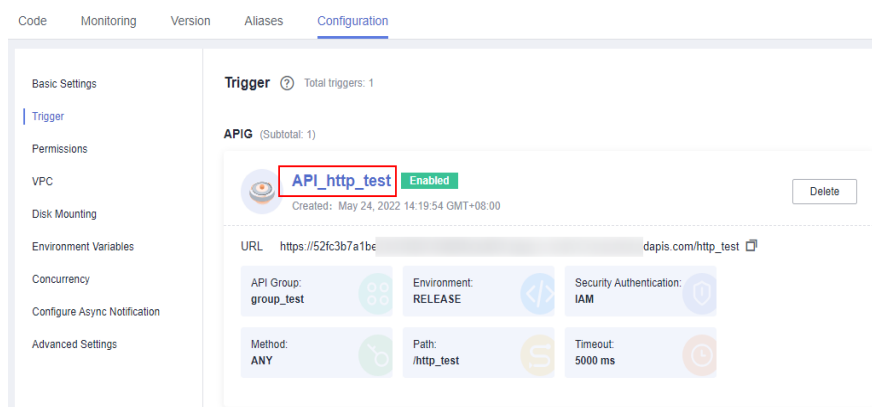 Code Monitoring Version Aliases Configuration
Basic Settings
Trigger
Permissions
VPC
Disk Mounting
Environment Variables
Concurrency
Configure Async Notification
Advanced Settings
Trigger ? Total triggers: 1
APIG (Subtotal: 1)
API_http_test Enabled
Created: May 24, 2022 14:19:54 GMT+08:00
Delete
URL https://52fc3b7a1be dapis.com/http_test
API Group:
group_test
Environment:
RELEASE
Security Authentication:
IAM
Method:
ANY
Path:
/http_test
Timeout:
5000 ms